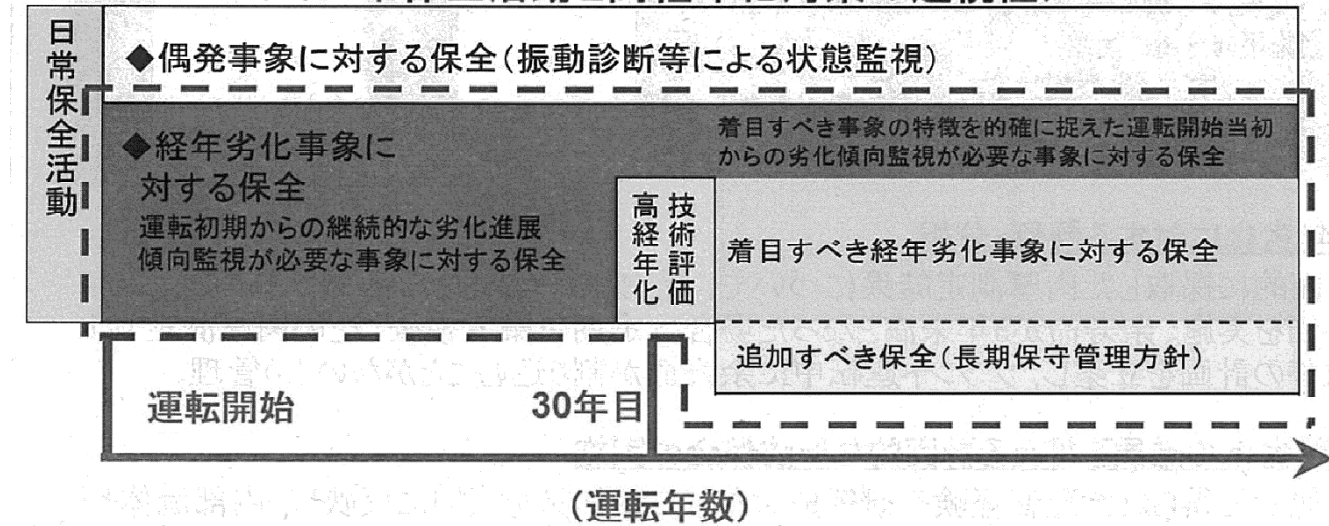 日常保全活動
◆偶発事象に対する保全(振動診断等による状態監視)
◆経年劣化事象に
対する保全
運転初期からの継続的な劣化進展
傾向監視が必要な事象に対する保全
高経年化
技術評価
着目すべき事象の特徴を的確に捉えた運転開始当初
からの劣化傾向監視が必要な事象に対する保全
着目すべき経年劣化事象に対する保全
追加すべき保全(長期保守管理方針)
運転開始
30年目
(運転年数)